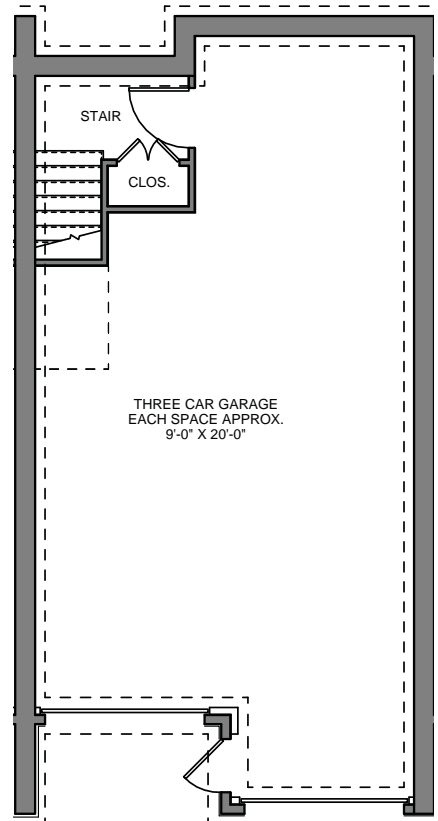 STAIR
CLOS.
THREE CAR GARAGE
EACH SPACE APPROX.
9'-0" X 20'-0"